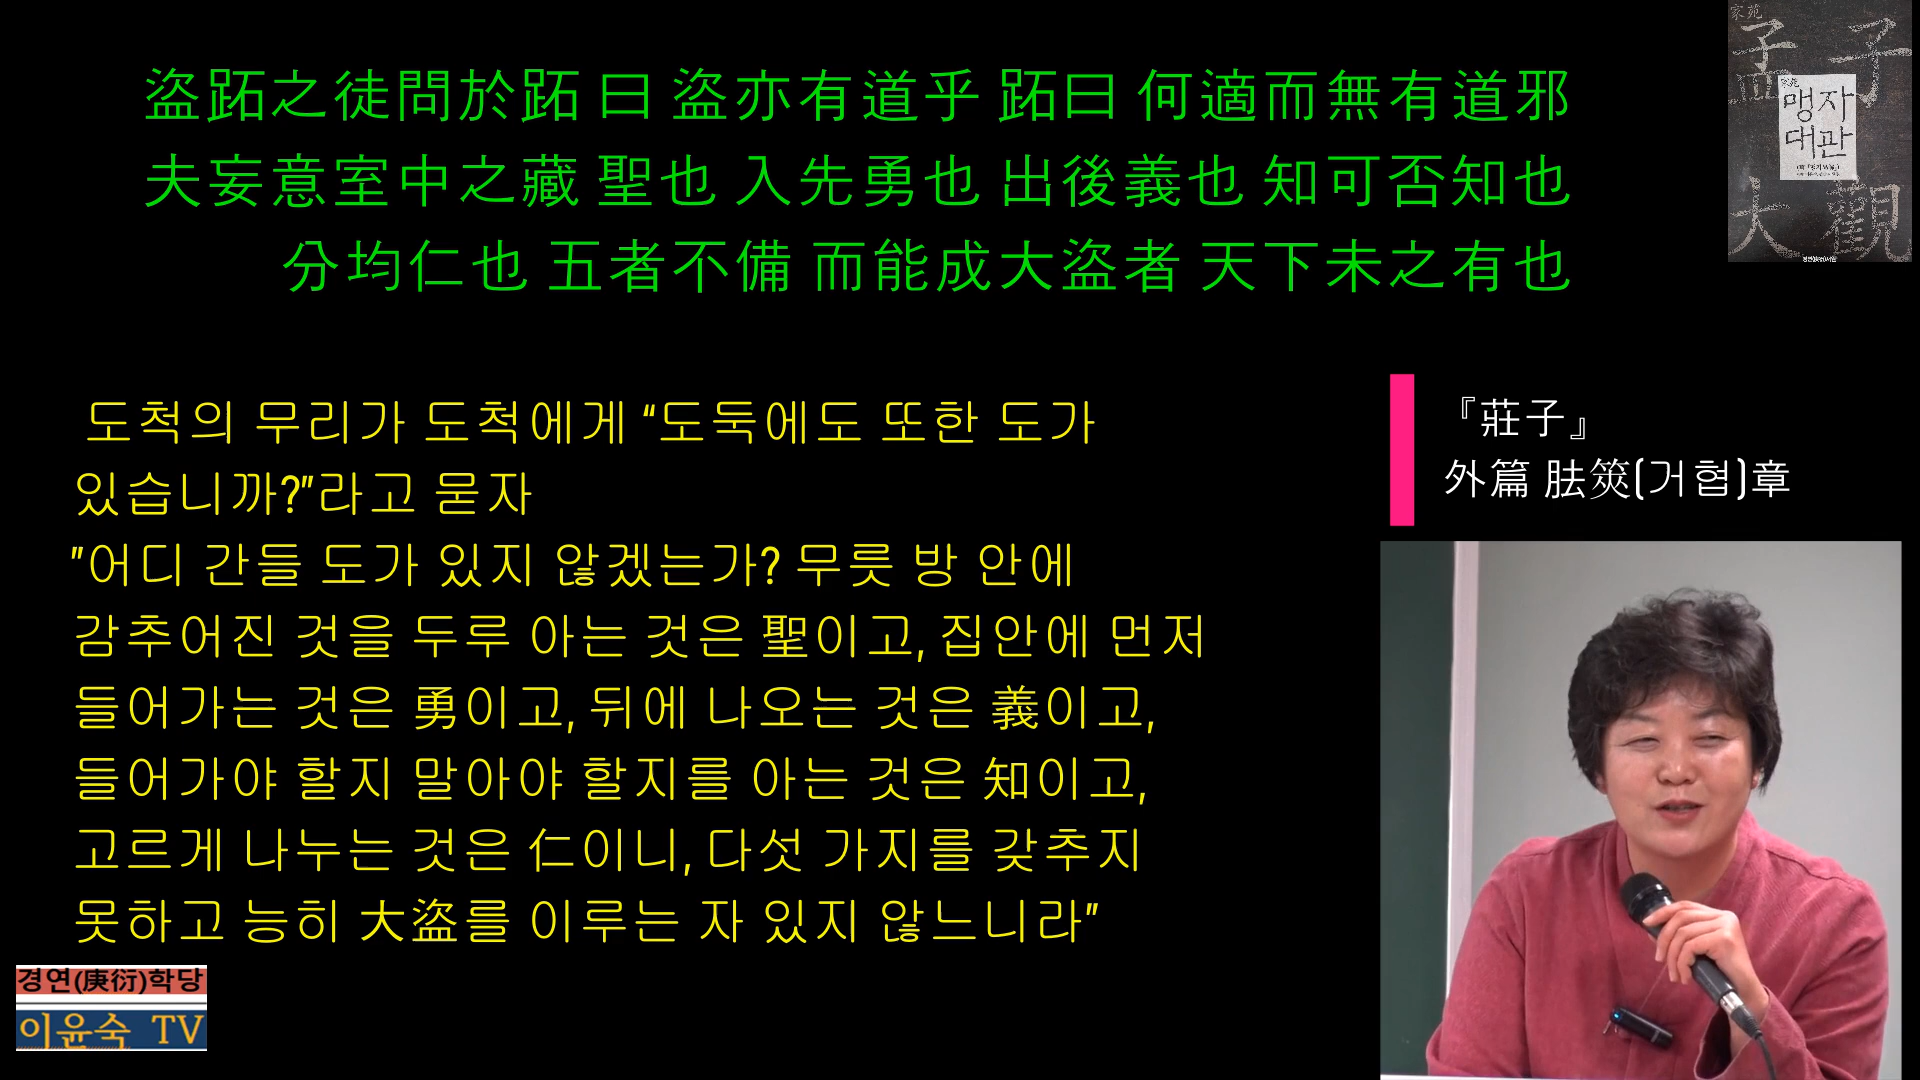 盜跖之徒問於跖 曰 盜亦有道乎 跖曰 何適而無有道邪
夫妄意室中之藏 聖也 入先勇也 出後義也 知可否知也
分均仁也 五者不備 而能成大盜者 天下未之有也
도척의 무리가 도척에게 “도둑에도 또한 도가
있습니까?”라고 묻자
"어디 간들 도가 있지 않겠는가? 무릇 방 안에
감추어진 것을 두루 아는 것은 聖이고, 집안에 먼저
들어가는 것은 勇이고, 뒤에 나오는 것은 義이고,
들어가야 할지 말아야 할지를 아는 것은 知이고,
고르게 나누는 것은 仁이니, 다섯 가지를 갖추지
못하고 능히 大盜를 이루는 자 있지 않느니라”
『莊子』
外篇 胠篋(거협)章
家苑
孟子
맹자
대관
大觀
경연(庚衍)학당
이윤숙 TV